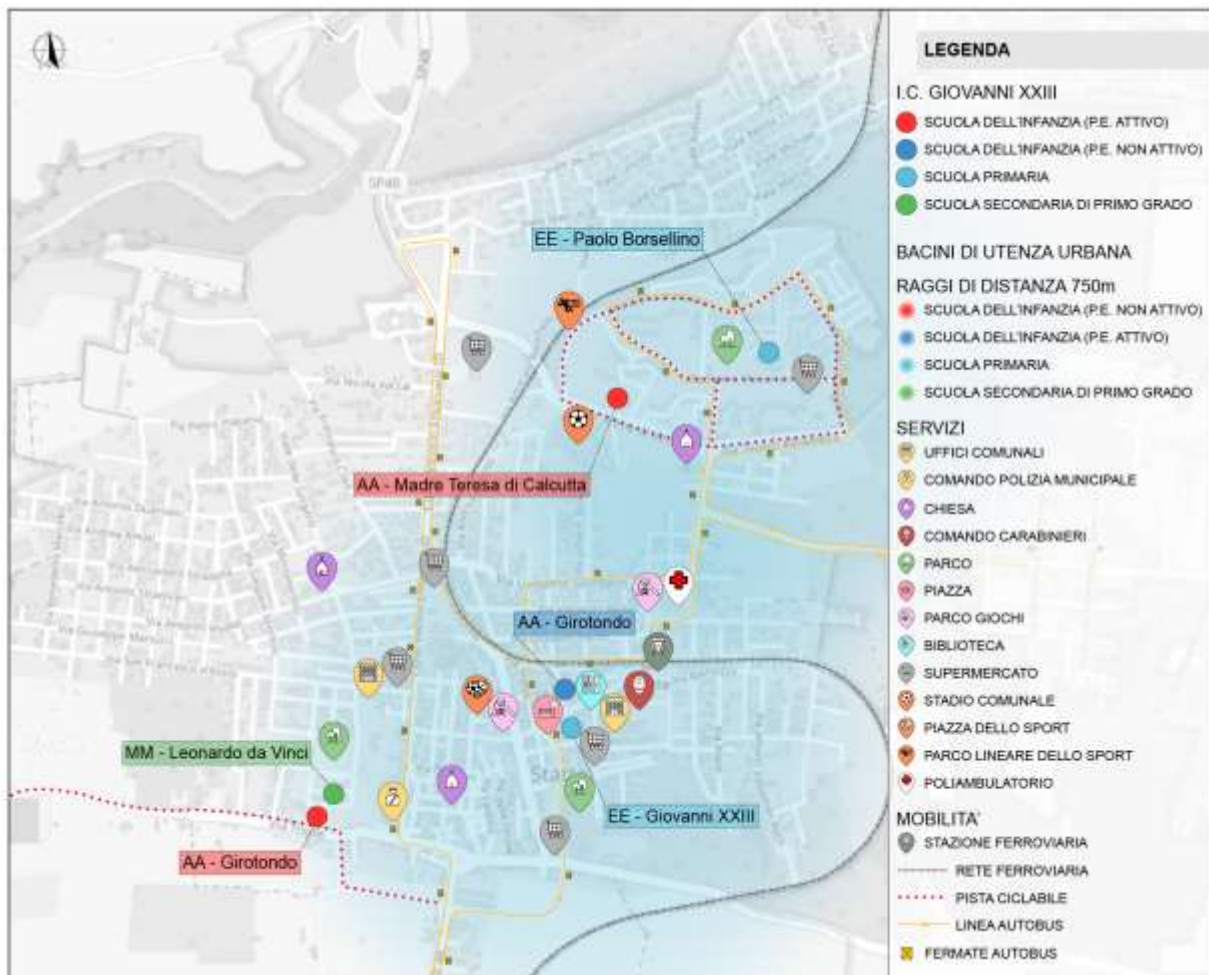 LEGENDA
I.C. GIOVANNI XXIII
SCUOLA DELL'INFANZIA (P.E. ATTIVO)
SCUOLA DELL'INFANZIA (P.E. NON ATTIVO)
SCUOLA PRIMARIA
SCUOLA SECONDARIA DI PRIMO GRADO
BACINI DI UTENZA URBANA
RAGGI DI DISTANZA 750m
SCUOLA DELL'INFANZIA (P.E. NON ATTIVO)
SCUOLA DELL'INFANZIA (P.E. ATTIVO)
SCUOLA PRIMARIA
SCUOLA SECONDARIA DI PRIMO GRADO
SERVIZI
UFFICI COMUNALI
COMANDO POLIZIA MUNICIPALE
CHIESA
COMANDO CARABINIERI
PARCO
PIAZZA
PARCO GIOCHI
BIBLIOTECA
SUPERMERCATO
STADIO COMUNALE
PIAZZA DELLO SPORT
PARCO LINEARE DELLO SPORT
POLIAMBULATORIO
MOBILITA'
STAZIONE FERROVIARIA
RETE FERROVIARIA
PISTA CICLABILE
LINEA AUTOBUS
FERMATE AUTOBUS
SP48
SP48
EE - Paolo Borsellino
AA - Madre Teresa di Calcutta
AA - Girotondo
MM - Leonardo da Vinci
EE - Giovanni XXIII
AA - Girotondo